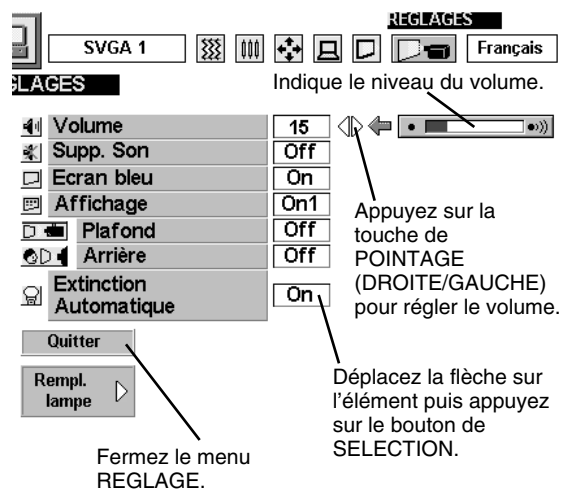 REGLAGES
SVGA 1
Français
GLAGES
Indique le niveau du volume.
Volume 15
Supp. Son Off
Ecran bleu On
Affichage On1
Plafond Off
Arrière Off
Extinction
Automatique On
Appuyez sur la
touche de
POINTAGE
(DROITE/GAUCHE)
pour régler le volume.
Quitter
Rempl.
lampe
Déplacez la flèche sur
l'élément puis appuyez
sur le bouton de
SELECTION.
Fermez le menu
REGLAGE.